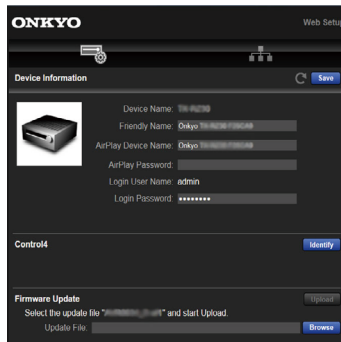 ONKYO
Web Setup
Device Information
Save
Device Name:
Friendly Name: Onkyo
AirPlay Device Name: Onkyo
AirPlay Password:
Login User Name: admin
Login Password: ••••••••
Control4
Identify
Firmware Update
Upload
Select the update file "
" and start Upload.
Update File:
Browse